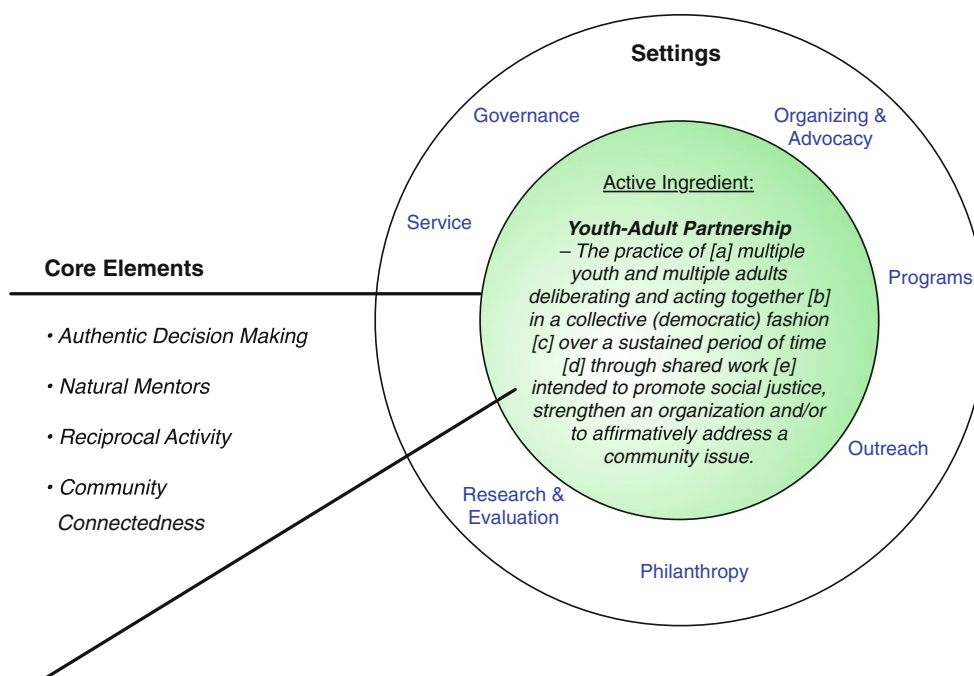 Settings
Governance
Organizing &
Advocacy
Service
Programs
Outreach
Research &
Evaluation
Philanthropy
Active Ingredient:
Youth-Adult Partnership
– The practice of [a] multiple
youth and multiple adults
deliberating and acting together [b]
in a collective (democratic) fashion
[c] over a sustained period of time
[d] through shared work [e]
intended to promote social justice,
strengthen an organization and/or
to affirmatively address a
community issue.
Core Elements
• Authentic Decision Making
• Natural Mentors
• Reciprocal Activity
• Community
Connectedness